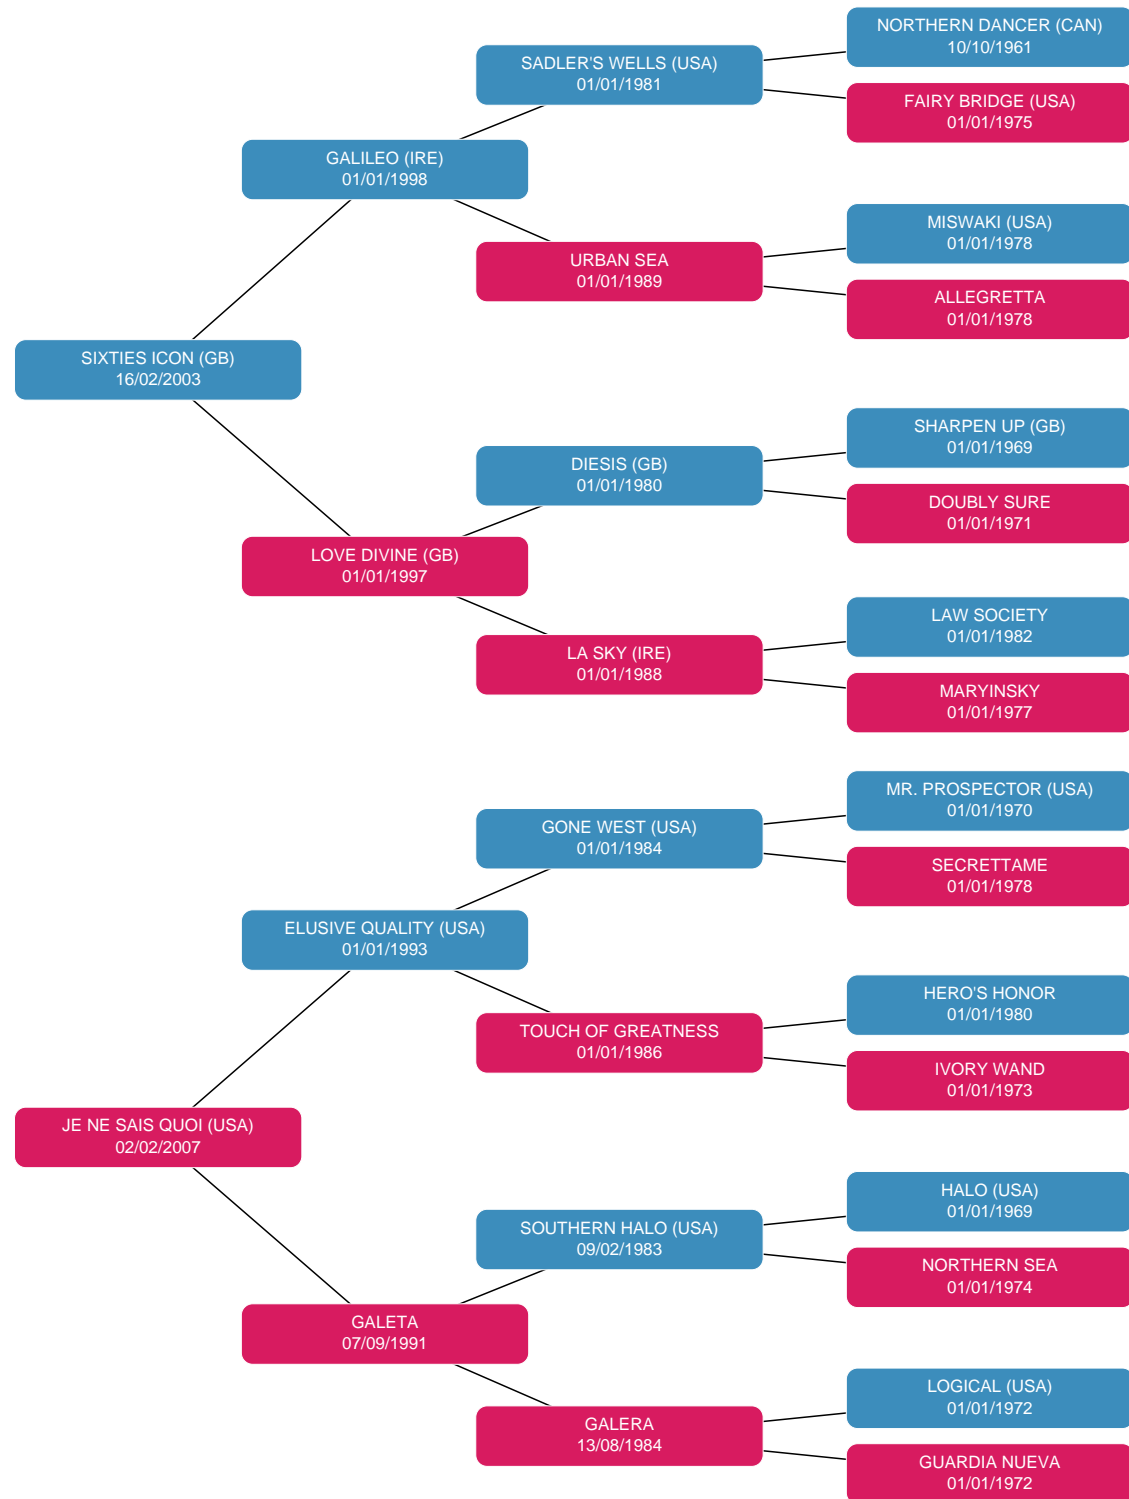 NORTHERN DANCER (CAN)
10/10/1961
SADLER'S WELLS (USA)
01/01/1981
FAIRY BRIDGE (USA)
01/01/1975
GALILEO (IRE)
01/01/1998
MISWAKI (USA)
01/01/1978
URBAN SEA
01/01/1989
ALLEGRETTA
01/01/1978
SIXTIES ICON (GB)
16/02/2003
SHARPEN UP (GB)
01/01/1969
DIESIS (GB)
01/01/1980
DOUBLY SURE
01/01/1971
LOVE DIVINE (GB)
01/01/1997
LAW SOCIETY
01/01/1982
LA SKY (IRE)
01/01/1988
MARYINSKY
01/01/1977
MR. PROSPECTOR (USA)
01/01/1970
GONE WEST (USA)
01/01/1984
SECRETTAME
01/01/1978
ELUSIVE QUALITY (USA)
01/01/1993
HERO'S HONOR
01/01/1980
TOUCH OF GREATNESS
01/01/1986
IVORY WAND
01/01/1973
JE NE SAIS QUOI (USA)
02/02/2007
HALO (USA)
01/01/1969
SOUTHERN HALO (USA)
09/02/1983
NORTHERN SEA
01/01/1974
GALETA
07/09/1991
LOGICAL (USA)
01/01/1972
GALERA
13/08/1984
GUARDIA NUEVA
01/01/1972